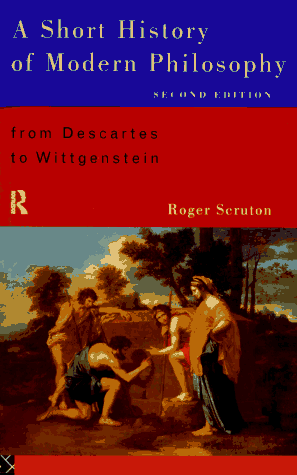 A Short History
of Modern Philosophy
SECOND EDITION
from Descartes
to Wittgenstein
R
Roger Scruton